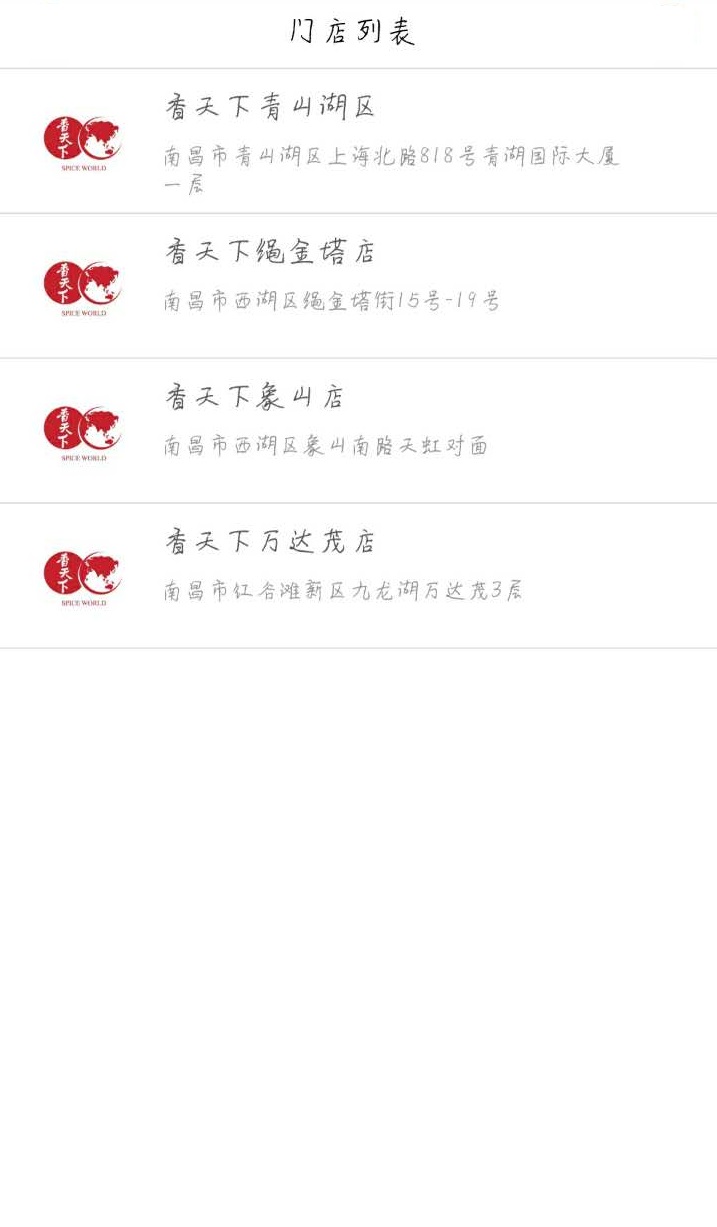 门店列表
香天下青山湖区
南昌市青山湖区上海北路818号青湖国际大厦
一层
香天下
SPICE WORLD
香天下绳金塔店
南昌市西湖区绳金塔街15号-19号
香天下
SPICE WORLD
香天下象山店
南昌市西湖区象山南路天虹对面
香天下
SPICE WORLD
香天下万达茂店
南昌市红谷滩新区九龙湖万达茂3层
香天下
SPICE WORLD